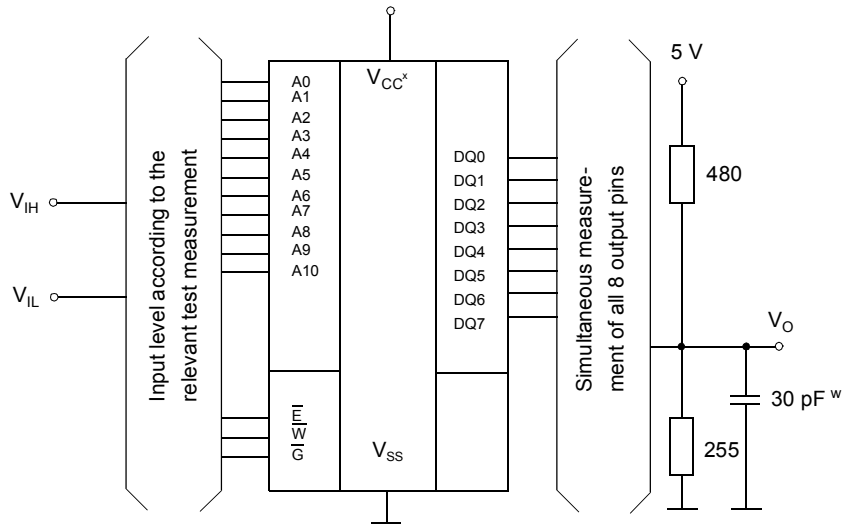 V_IH
V_IL
Input level according to the
relevant test measurement
A0
A1
A2
A3
A4
A5
A6
A7
A8
A9
A10
E̅
W̅
G̅
V_CC^x
V_SS
DQ0
DQ1
DQ2
DQ3
DQ4
DQ5
DQ6
DQ7
Simultaneous measure-
ment of all 8 output pins
5 V
480
V_O
30 pF ^w
255